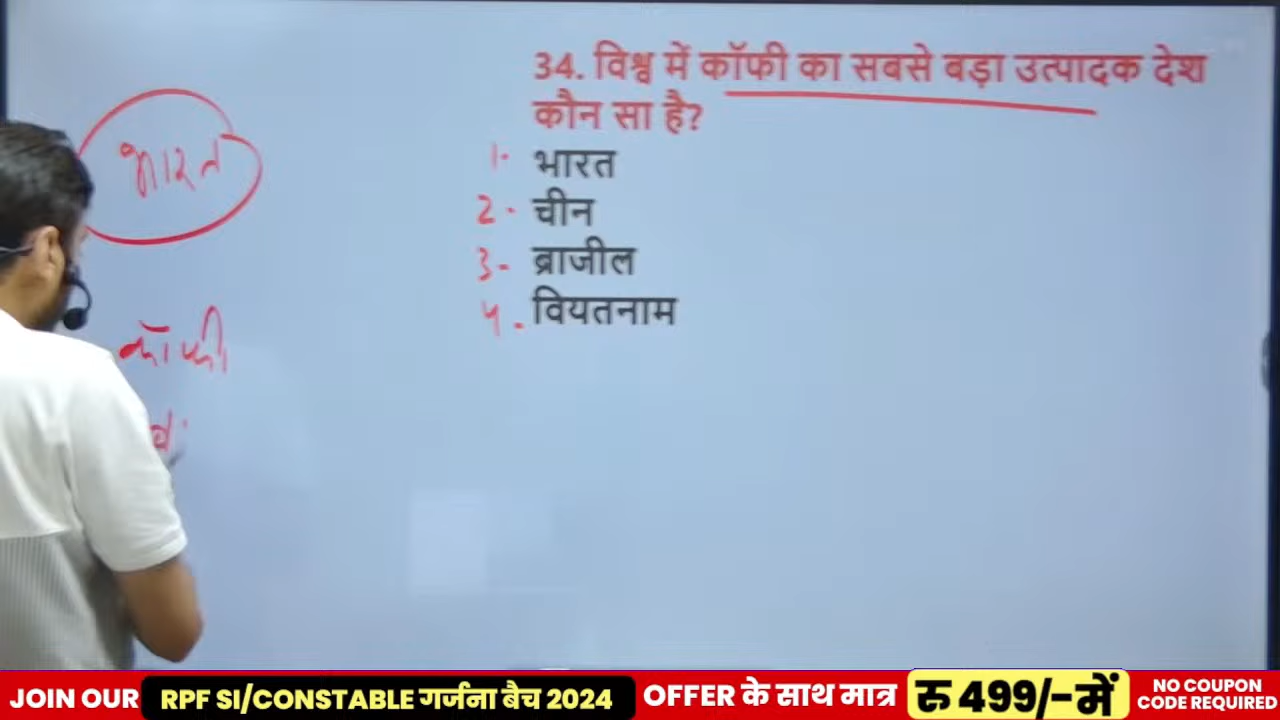 34. विश्व में कॉफी का सबसे बड़ा उत्पादक देश
कौन सा है?
1- भारत
2- चीन
3- ब्राजील
4- वियतनाम
भारत
कॉफी
JOIN OUR RPF SI/CONSTABLE गर्जना बैच 2024 OFFER के साथ मात्र रु 499/-में NO COUPON
CODE REQUIRED